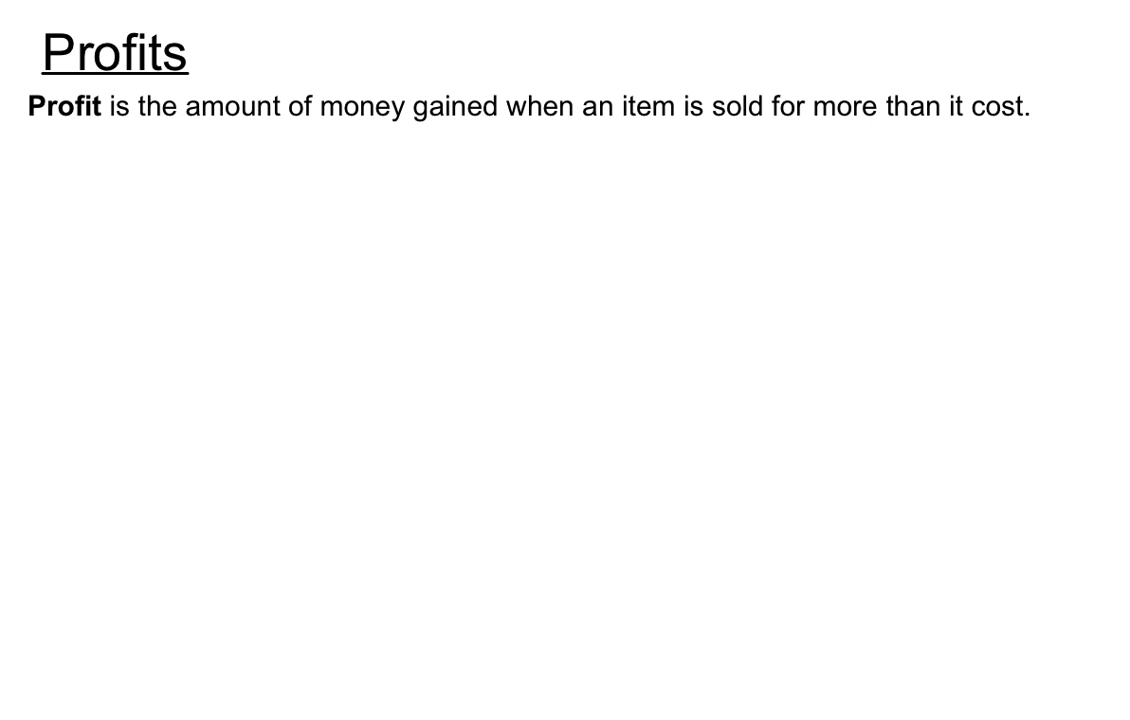 Profits
Profit is the amount of money gained when an item is sold for more than it cost.